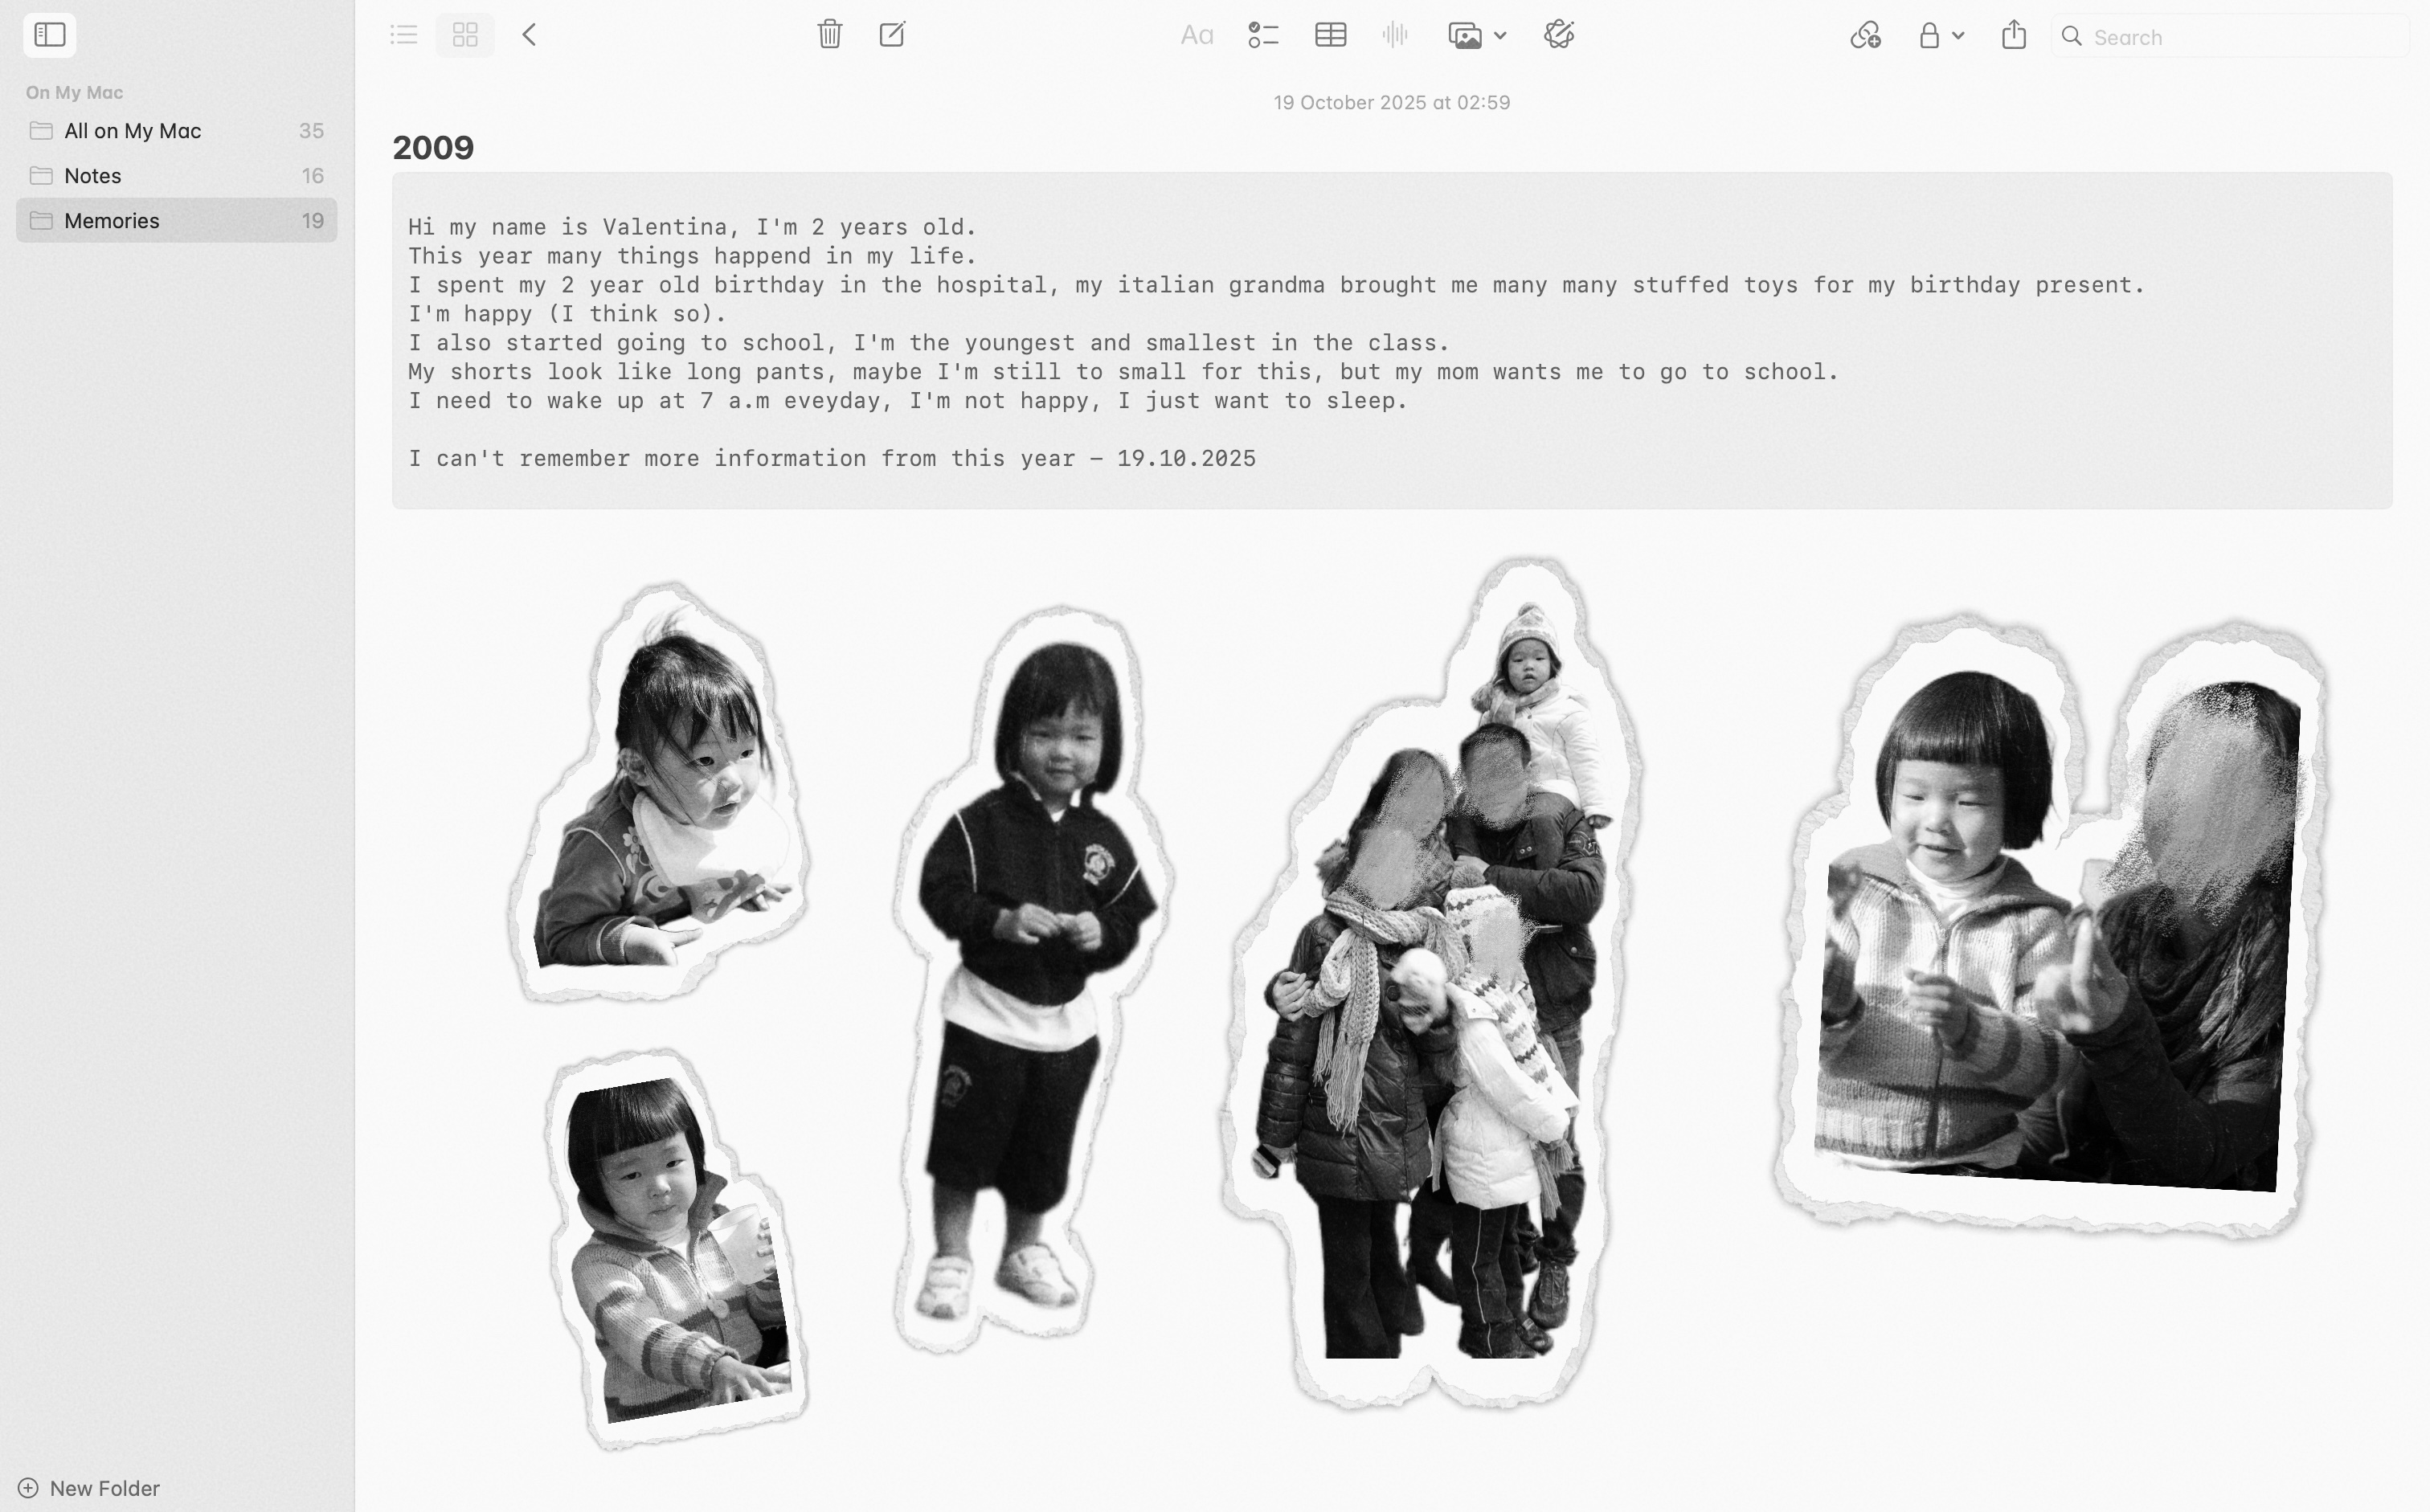 Search
On My Mac
All on My Mac 35
Notes 16
Memories 19
New Folder
Aa
19 October 2025 at 02:59
2009
Hi my name is Valentina, I'm 2 years old.
This year many things happend in my life.
I spent my 2 year old birthday in the hospital, my italian grandma brought me many many stuffed toys for my birthday present.
I'm happy (I think so).
I also started going to school, I'm the youngest and smallest in the class.
My shorts look like long pants, maybe I'm still to small for this, but my mom wants me to go to school.
I need to wake up at 7 a.m eveyday, I'm not happy, I just want to sleep.
I can't remember more information from this year – 19.10.2025